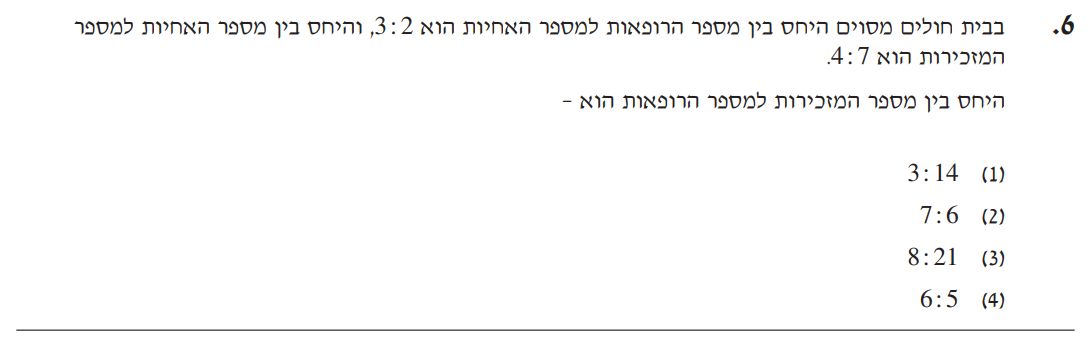 6. בבית חולים מסוים היחס בין מספר הרופאות למספר האחיות הוא 3:2, והיחס בין מספר האחיות למספר
המזכירות הוא 4:7.
היחס בין מספר המזכירות למספר הרופאות הוא –
(1) 3:14
(2) 7:6
(3) 8:21
(4) 6:5